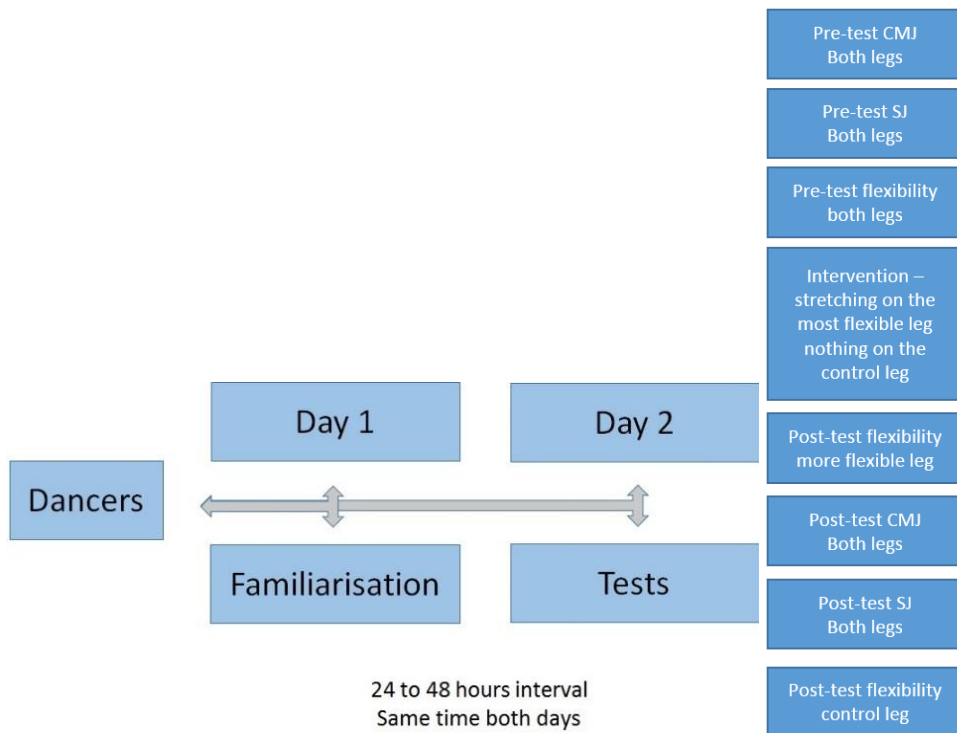 Dancers
Day 1
Familiarisation
Day 2
Tests
24 to 48 hours interval
Same time both days
Pre-test CMJ
Both legs
Pre-test SJ
Both legs
Pre-test flexibility
both legs
Intervention –
stretching on the
most flexible leg
nothing on the
control leg
Post-test flexibility
more flexible leg
Post-test CMJ
Both legs
Post-test SJ
Both legs
Post-test flexibility
control leg